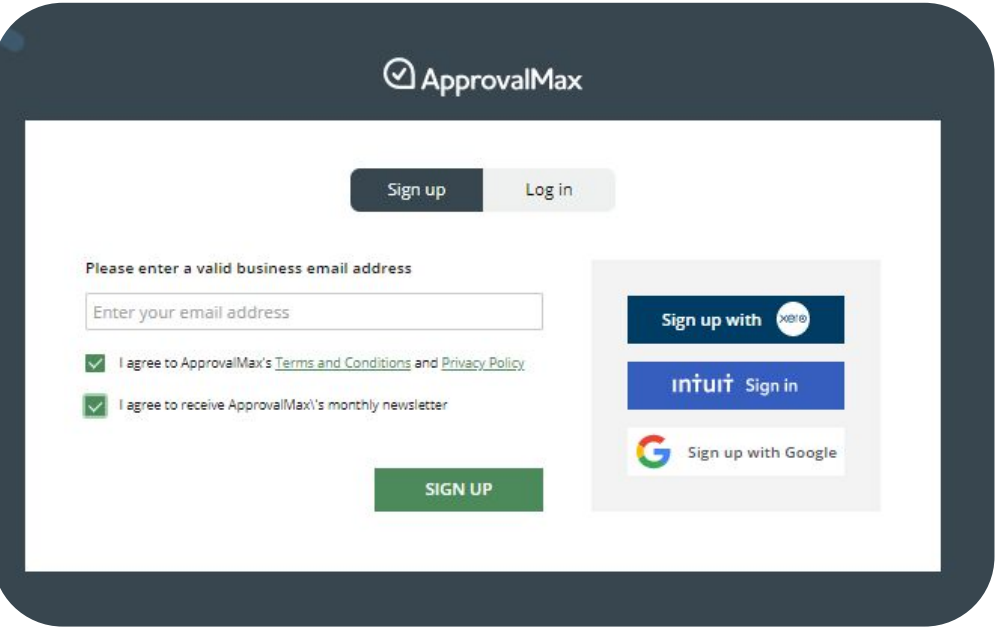 ApprovalMax
Sign up
Log in
Please enter a valid business email address
Enter your email address
I agree to ApprovalMax's Terms and Conditions and Privacy Policy
I agree to receive ApprovalMax\'s monthly newsletter
SIGN UP
Sign up with xero
ıntuıt Sign in
Sign up with Google